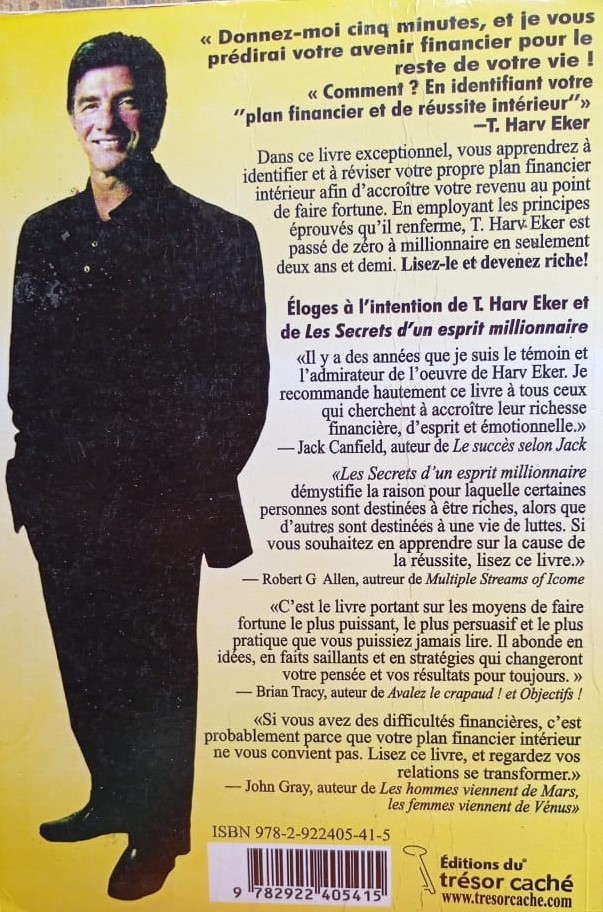 « Donnez-moi cinq minutes, et je vous
prédirai votre avenir financier pour le
reste de votre vie !
« Comment ? En identifiant votre
‘‘plan financier et de réussite intérieur’’»
—T. Harv Eker
Dans ce livre exceptionnel, vous apprendrez à
identifier et à réviser votre propre plan financier
intérieur afin d’accroître votre revenu au point
de faire fortune. En employant les principes
éprouvés qu’il renferme, T. Harv Eker est
passé de zéro à millionnaire en seulement
deux ans et demi. Lisez-le et devenez riche!
Éloges à l’intention de T. Harv Eker et
de Les Secrets d’un esprit millionnaire
«Il y a des années que je suis le témoin et
l’admirateur de l’oeuvre de Harv Eker. Je
recommande hautement ce livre à tous ceux
qui cherchent à accroître leur richesse
financière, d’esprit et émotionnelle.»
— Jack Canfield, auteur de Le succès selon Jack
«Les Secrets d’un esprit millionnaire
démystifie la raison pour laquelle certaines
personnes sont destinées à être riches, alors que
d’autres sont destinées à une vie de luttes. Si
vous souhaitez en apprendre sur la cause de
la réussite, lisez ce livre.»
— Robert G Allen, autreur de Multiple Streams of Icome
«C’est le livre portant sur les moyens de faire
fortune le plus puissant, le plus persuasif et le plus
pratique que vous puissiez jamais lire. Il abonde en
idées, en faits saillants et en stratégies qui changeront
votre pensée et vos résultats pour toujours. »
— Brian Tracy, auteur de Avalez le crapaud ! et Objectifs !
«Si vous avez des difficultés financières, c’est
probablement parce que votre plan financier intérieur
ne vous convient pas. Lisez ce livre, et regardez vos
relations se transformer.»
— John Gray, auteur de Les hommes viennent de Mars,
les femmes viennent de Vénus»
ISBN 978-2-922405-41-5
9 782922 405415
Éditions du
trésor caché
www.tresorcache.com